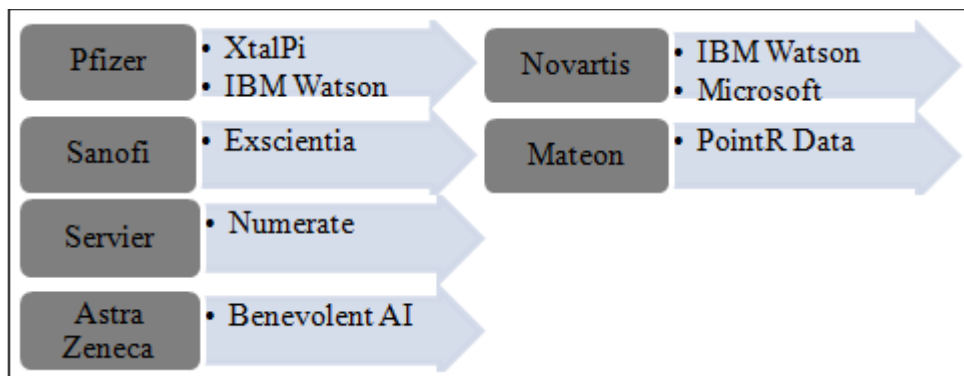 Pfizer
• XtalPi
• IBM Watson
Sanofi
• Exscientia
Servier
• Numerate
Astra
Zeneca
• Benevolent AI
Novartis
• IBM Watson
• Microsoft
Mateon
• PointR Data